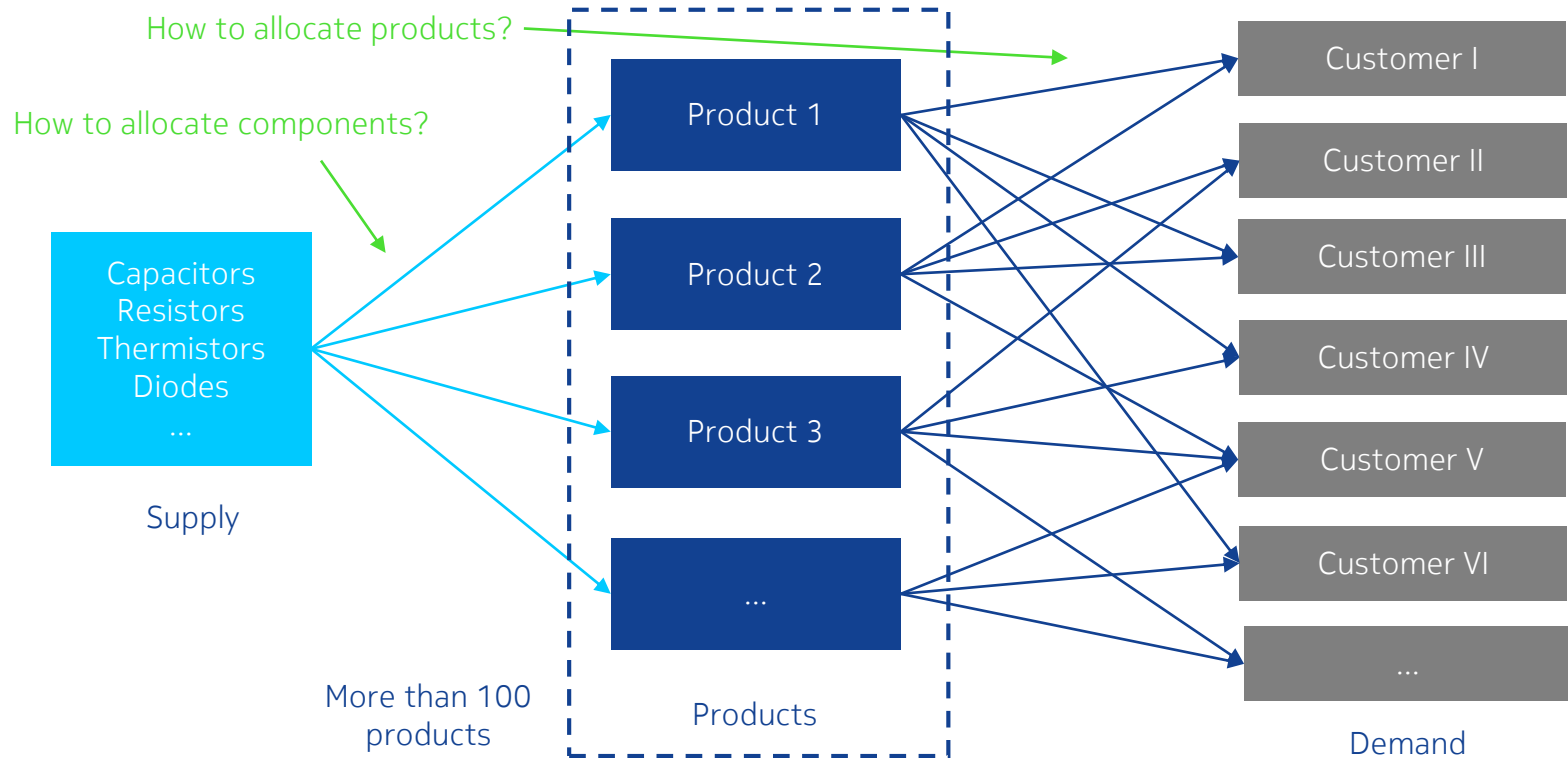 How to allocate products?
How to allocate components?
Capacitors
Resistors
Thermistors
Diodes
...
Supply
Product 1
Product 2
Product 3
...
More than 100
products
Products
Customer I
Customer II
Customer III
Customer IV
Customer V
Customer VI
...
Demand